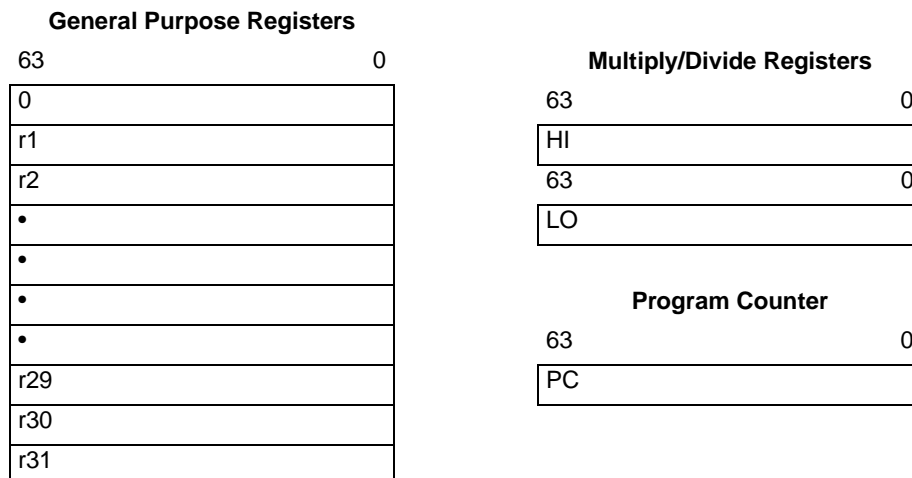 General Purpose Registers
63 0
0
r1
r2
•
•
•
•
r29
r30
r31
Multiply/Divide Registers
63 0
HI
63 0
LO
Program Counter
63 0
PC